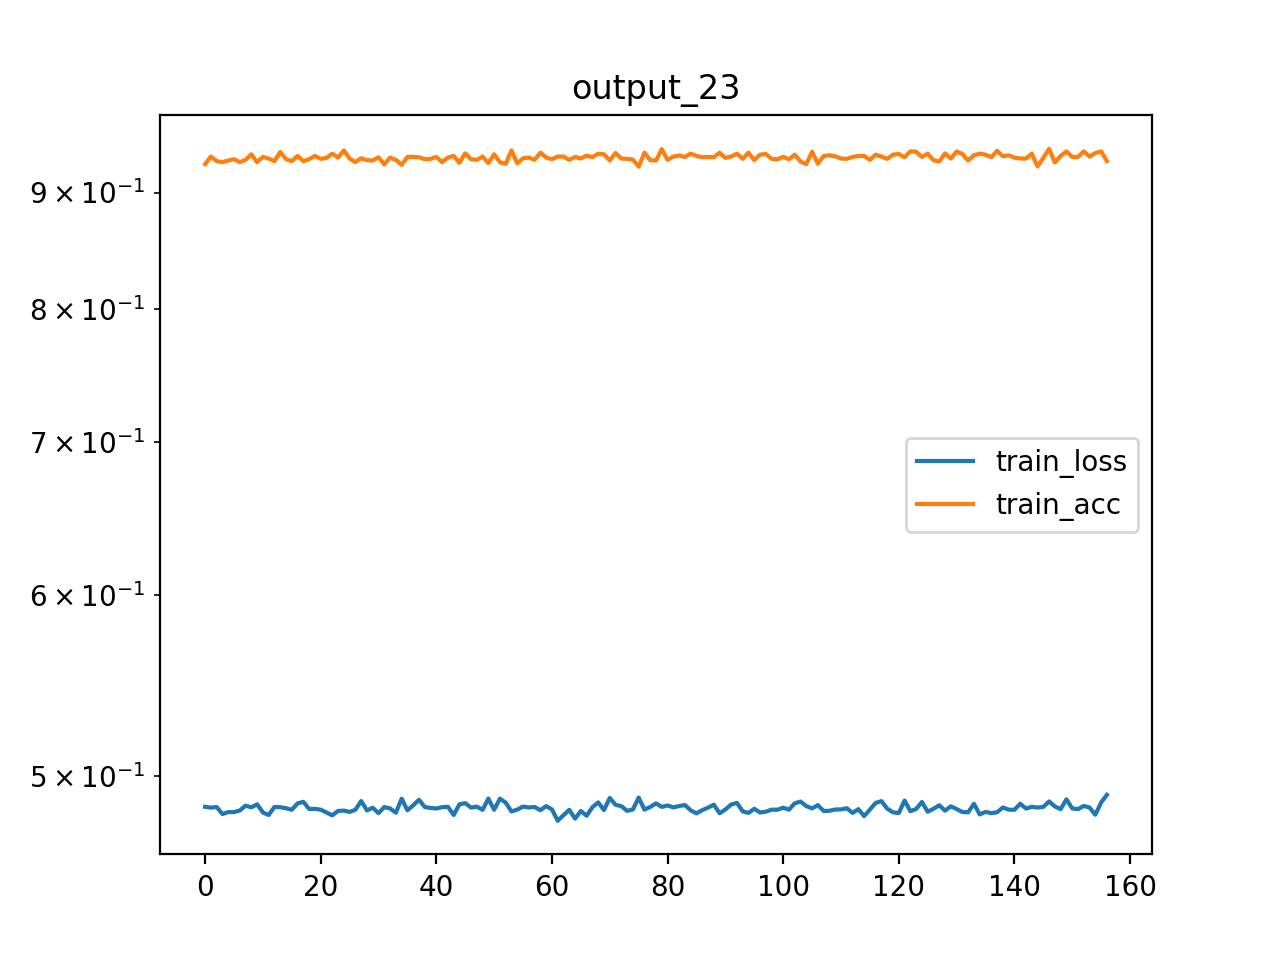 output_23
9 × 10⁻¹
8 × 10⁻¹
7 × 10⁻¹
6 × 10⁻¹
5 × 10⁻¹
train_loss
train_acc
0 20 40 60 80 100 120 140 160